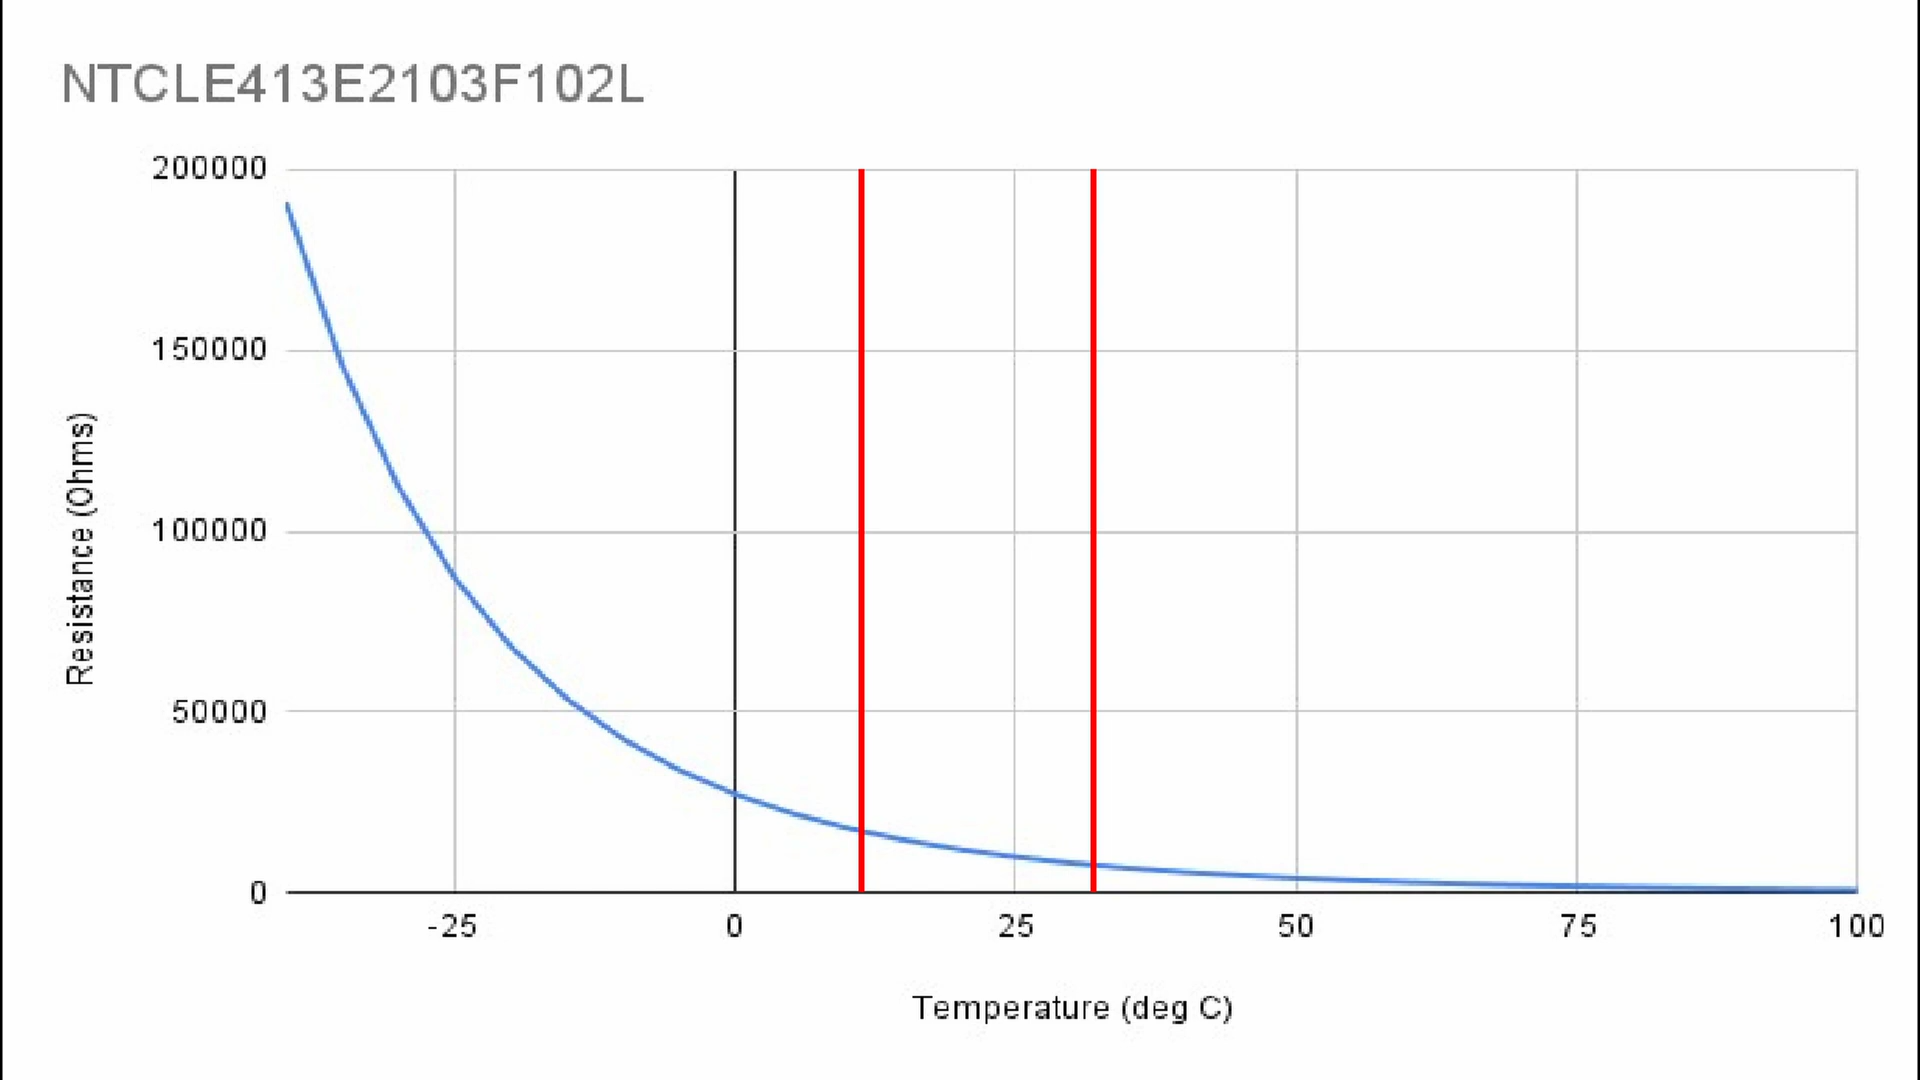 NTCLE413E2103F102L
200000
150000
100000
50000
0
Resistance (Ohms)
-25 0 25 50 75 100
Temperature (deg C)